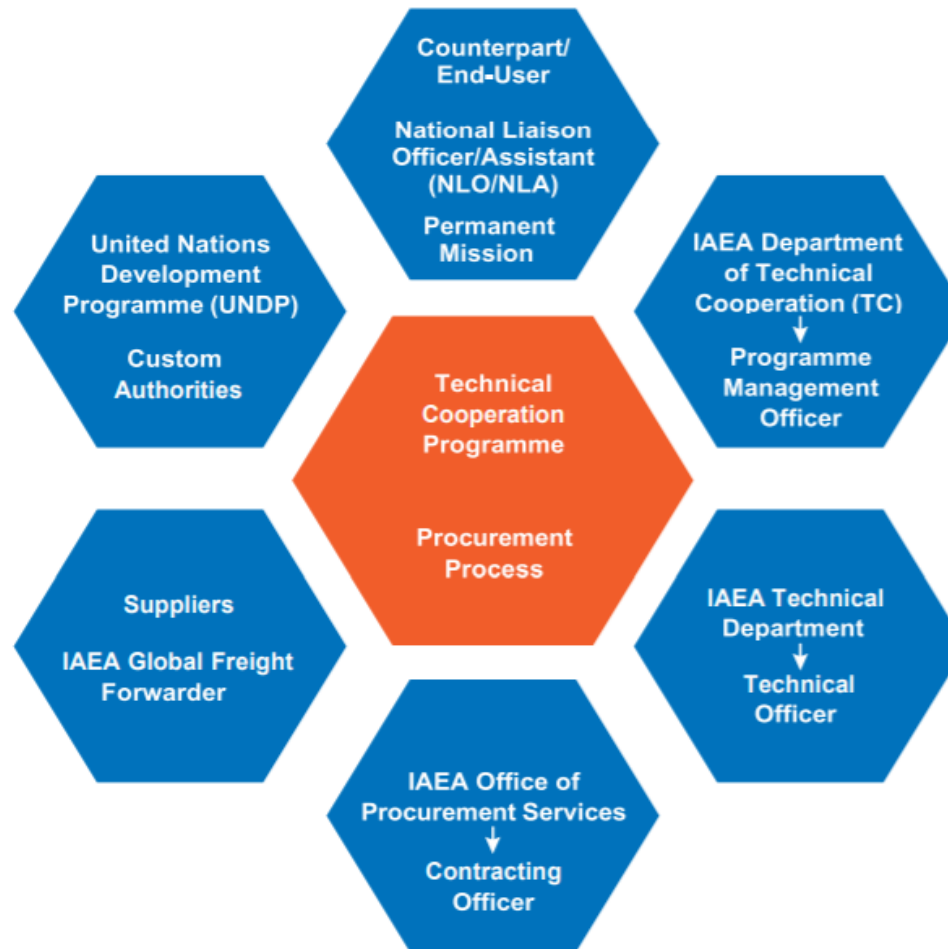 Counterpart/
End-User
National Liaison
Officer/Assistant
(NLO/NLA)
Permanent
Mission
United Nations
Development
Programme (UNDP)
Custom
Authorities
IAEA Department
of Technical
Cooperation (TC)
Programme
Management
Officer
Technical
Cooperation
Programme
Procurement
Process
Suppliers
IAEA Global Freight
Forwarder
IAEA Technical
Department
Technical
Officer
IAEA Office of
Procurement Services
Contracting
Officer